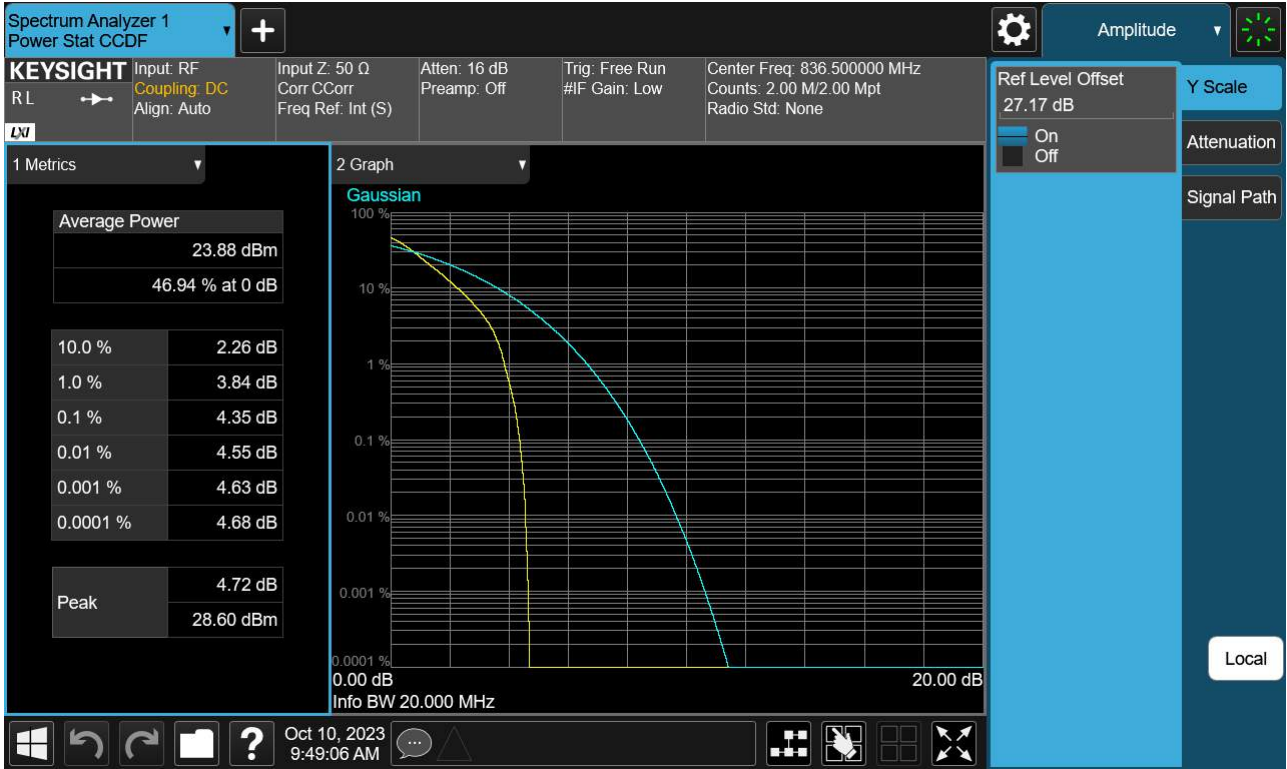 Spectrum Analyzer 1
Power Stat CCDF
+
Amplitude
KEYSIGHT
R L
LXI
Input: RF
Coupling: DC
Align: Auto
Input Z: 50 Ω
Corr CCorr
Freq Ref: Int (S)
Atten: 16 dB
Preamp: Off
Trig: Free Run
#IF Gain: Low
Center Freq: 836.500000 MHz
Counts: 2.00 M/2.00 Mpt
Radio Std: None
Ref Level Offset
27.17 dB
On
Off
Y Scale
Attenuation
Signal Path
Local
1 Metrics
Average Power
23.88 dBm
46.94 % at 0 dB
10.0 % 2.26 dB
1.0 % 3.84 dB
0.1 % 4.35 dB
0.01 % 4.55 dB
0.001 % 4.63 dB
0.0001 % 4.68 dB
Peak
4.72 dB
28.60 dBm
2 Graph
Gaussian
100 %
10 %
1 %
0.1 %
0.01 %
0.001 %
0.0001 %
0.00 dB 20.00 dB
Info BW 20.000 MHz
?
Oct 10, 2023
9:49:06 AM